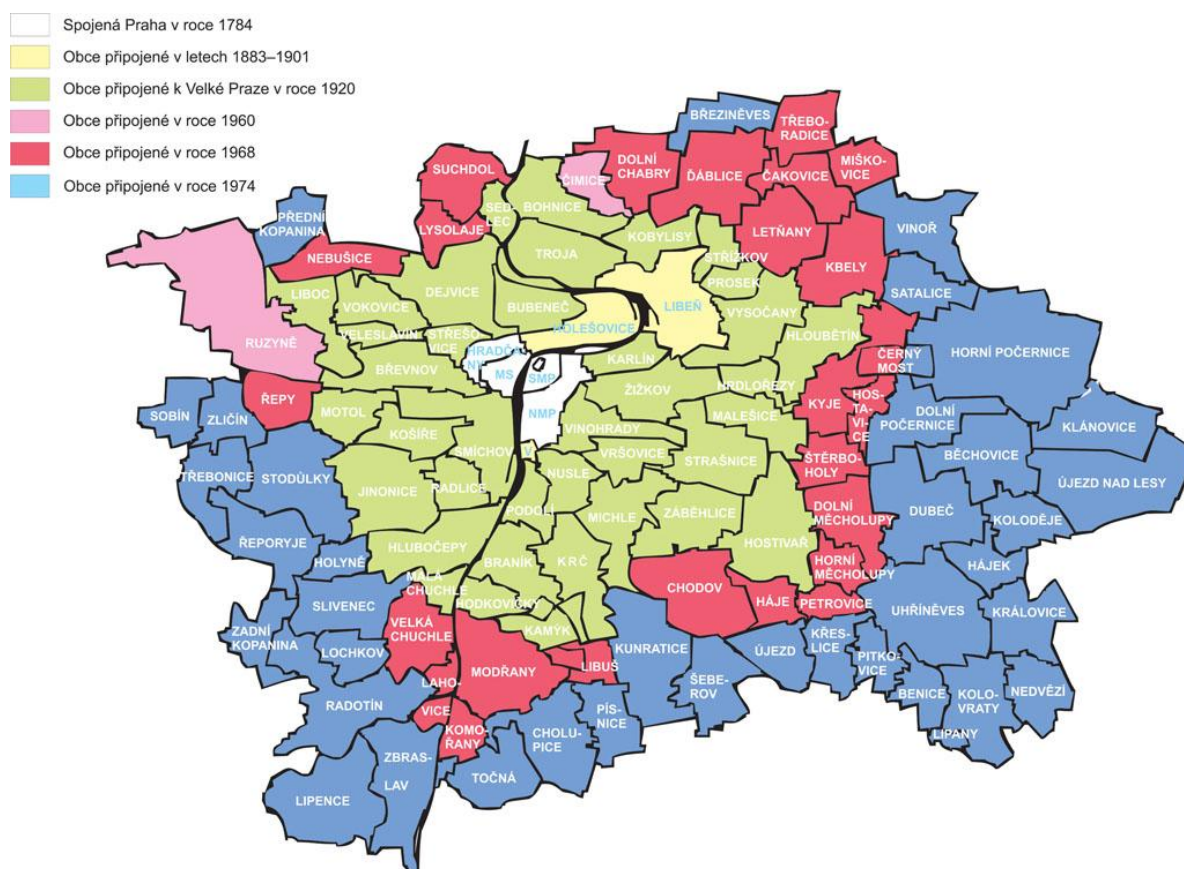 Spojená Praha v roce 1784
Obce připojené v letech 1883–1901
Obce připojené k Velké Praze v roce 1920
Obce připojené v roce 1960
Obce připojené v roce 1968
Obce připojené v roce 1974
BŘEZINĚVES
TŘEBO-
RADICE
DOLNÍ
CHABRY
ĎÁBLICE
ČAKOVICE
MIŠKO-
VICE
SUCHDOL
ČIMICE
SED-
LEC
BOHNICE
PŘEDNÍ
KOPANINA
LYSOLAJE
KOBYLISY
LETŇANY
VINOŘ
NEBUŠICE
TROJA
STŘÍŽKOV
KBELY
LIBOC
VOKOVICE
DEJVICE
BUBENEČ
LIBEŇ
PROSEK
SATALICE
RUZYNĚ
VELESLAVÍN
STŘEŠO-
VICE
HOLEŠOVICE
VYSOČANY
HLOUBĚTÍN
HRADČA-
NY
MS
SMP
KARLÍN
ČERNÝ
MOST
HORNÍ POČERNICE
BŘEVNOV
ŽIŽKOV
HRDLOŘEZY
KYJE
HOS-
TA-
VI-
CE
ŘEPY
SOBÍN
ZLIČÍN
MOTOL
KOŠÍŘE
NMP
VINOHRADY
MALEŠICE
DOLNÍ
POČERNICE
KLÁNOVICE
SMÍCHOV
V
VRŠOVICE
STRAŠNICE
ŠTĚRBO-
HOLY
BĚCHOVICE
TŘEBONICE
STODŮLKY
JINONICE
RADLICE
NUSLE
ÚJEZD NAD LESY
PODOLÍ
MICHLE
ZÁBĚHLICE
DOLNÍ
MĚCHOLUPY
DUBEČ
KOLODĚJE
ŘEPORYJE
HOLYNĚ
HLUBOČEPY
BRANÍK
KRČ
HOSTIVAŘ
HORNÍ
MĚCHOLUPY
HÁJEK
MALÁ
CHUCHLE
HODKOVIČKY
CHODOV
HÁJE
PETROVICE
SLIVENEC
VELKÁ
CHUCHLE
KAMÝK
UHŘÍNĚVES
KRÁLOVICE
ZADNÍ
KOPANINA
LOCHKOV
MODŘANY
LIBUŠ
KUNRATICE
ÚJEZD
KŘES-
LICE
PITKO-
VICE
RADOTÍN
LAHO-
VICE
ŠEBE-
ROV
BENICE
KOLO-
VRATY
NEDVĚZÍ
KOMO-
ŘANY
CHOLU-
PICE
PÍS-
NICE
LIPANY
ZBRAS-
LAV
TOČNÁ
LIPENCE